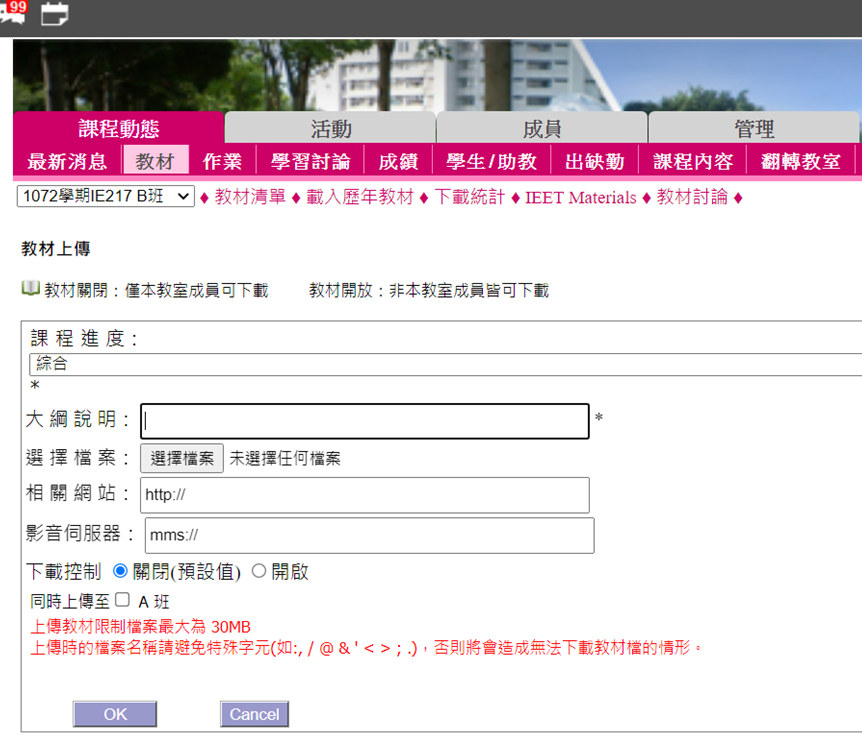 99
課程動態 活動 成員 管理
最新消息 教材 作業 學習討論 成績 學生/助教 出缺勤 課程內容 翻轉教室
1072學期IE217 B班 ♦ 教材清單 ♦ 載入歷年教材 ♦ 下載統計 ♦ IEET Materials ♦ 教材討論 ♦
教材上傳
教材關閉：僅本教室成員可下載 教材開放：非本教室成員皆可下載
課 程 進 度：
綜合
*
大 綱 說 明： *
選 擇 檔 案： 選擇檔案 未選擇任何檔案
相 關 網 站： http://
影音伺服器： mms://
下載控制 關閉(預設值) 開啟
同時上傳至 A 班
上傳教材限制檔案最大為 30MB
上傳時的檔案名稱請避免特殊字元(如:, / @ & ' < > ; .)，否則將會造成無法下載教材檔的情形。
OK Cancel